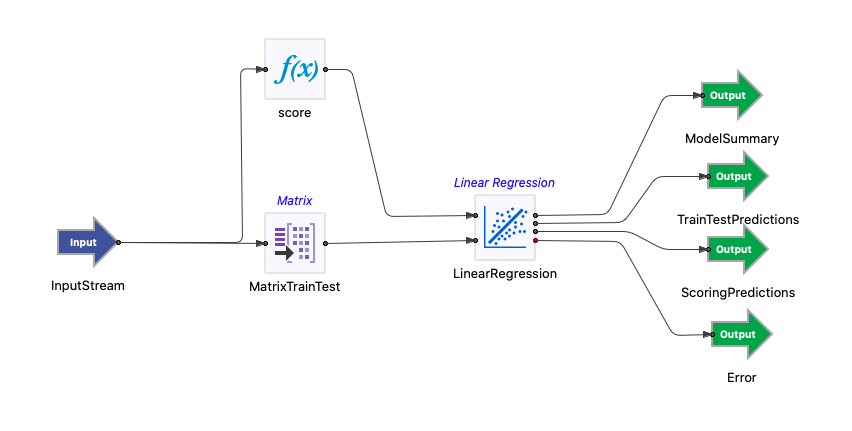 f(x)
score
Output
ModelSummary
Linear Regression
Matrix
Output
TrainTestPredictions
Input
InputStream
MatrixTrainTest
LinearRegression
Output
ScoringPredictions
Output
Error